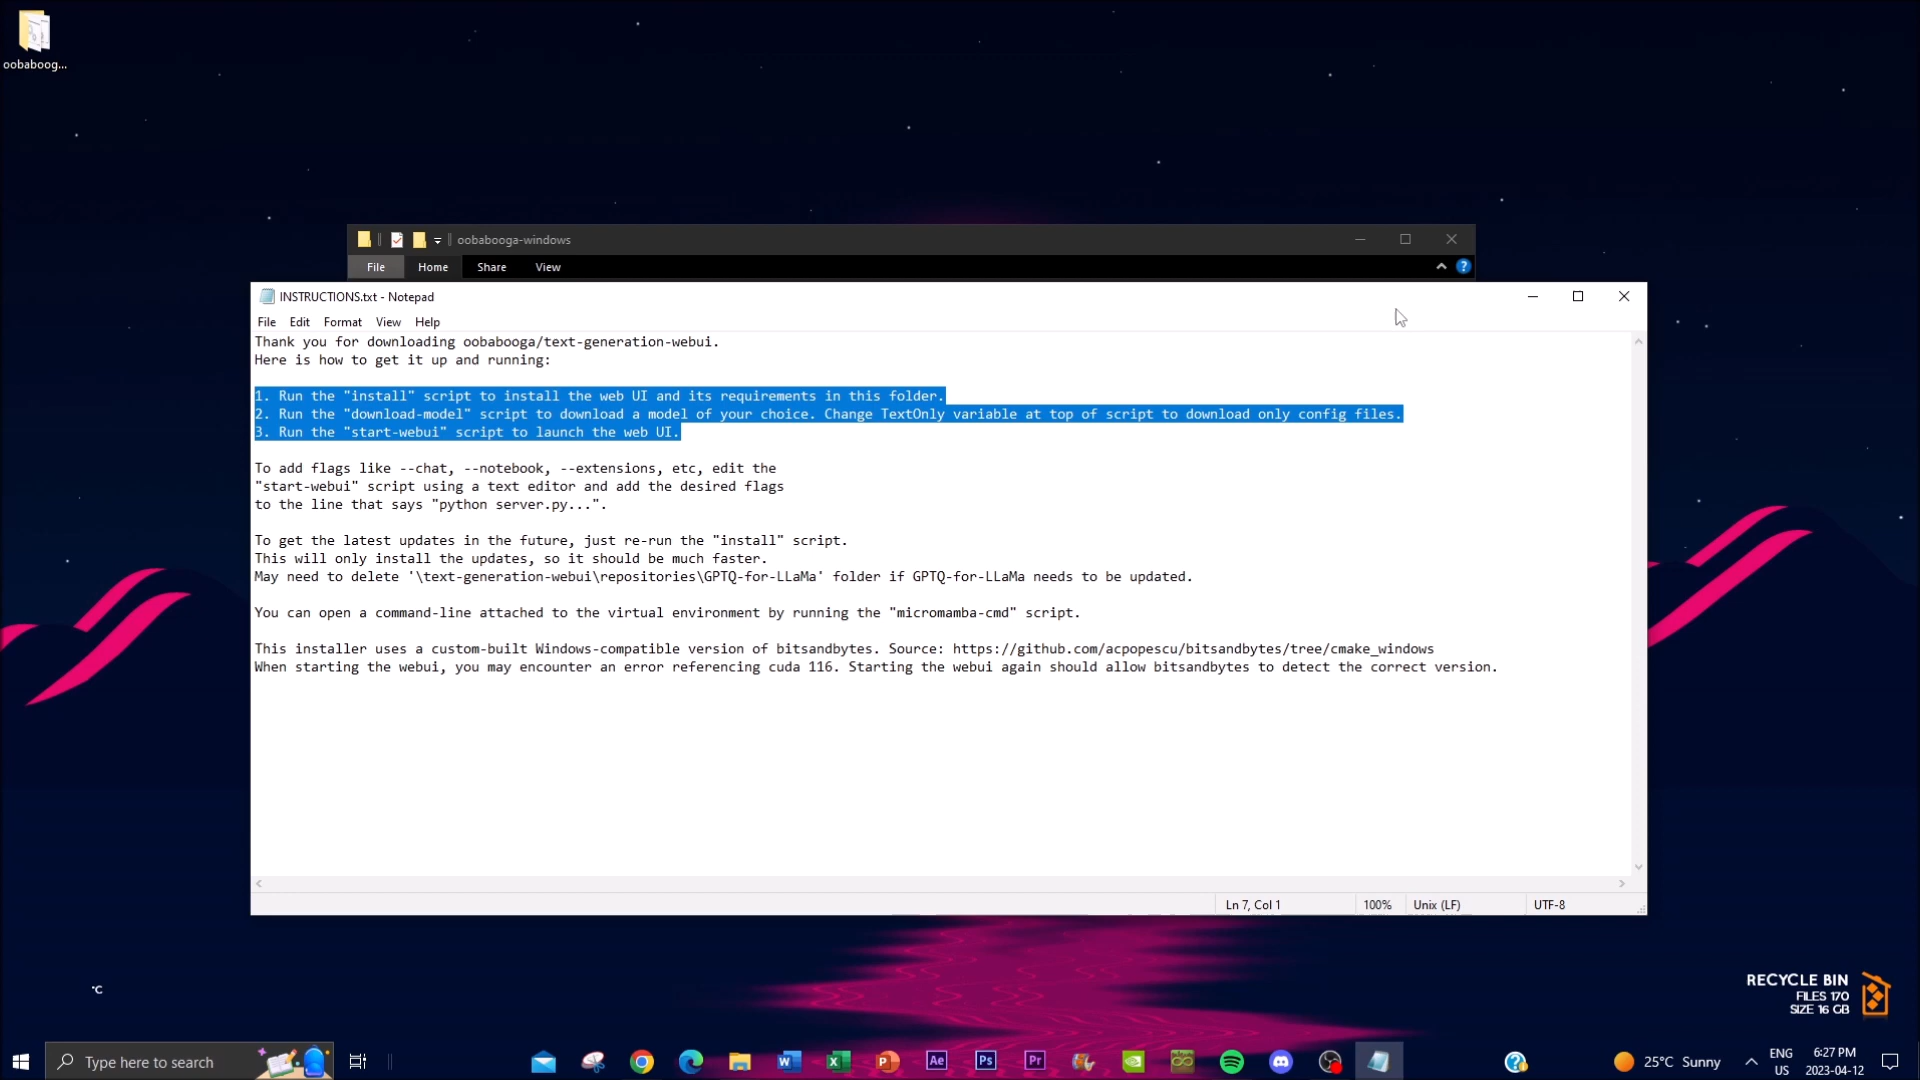 oobaboog...
oobabooga-windows
File Home Share View
INSTRUCTIONS.txt - Notepad
File Edit Format View Help
Thank you for downloading oobabooga/text-generation-webui.
Here is how to get it up and running:
1. Run the "install" script to install the web UI and its requirements in this folder.
2. Run the "download-model" script to download a model of your choice. Change TextOnly variable at top of script to download only config files.
3. Run the "start-webui" script to launch the web UI.
To add flags like --chat, --notebook, --extensions, etc, edit the
"start-webui" script using a text editor and add the desired flags
to the line that says "python server.py...".
To get the latest updates in the future, just re-run the "install" script.
This will only install the updates, so it should be much faster.
May need to delete '\text-generation-webui\repositories\GPTQ-for-LLaMa' folder if GPTQ-for-LLaMa needs to be updated.
You can open a command-line attached to the virtual environment by running the "micromamba-cmd" script.
This installer uses a custom-built Windows-compatible version of bitsandbytes. Source: https://github.com/acpopescu/bitsandbytes/tree/cmake_windows
When starting the webui, you may encounter an error referencing cuda 116. Starting the webui again should allow bitsandbytes to detect the correct version.
Ln 7, Col 1 100% Unix (LF) UTF-8
°C
RECYCLE BIN
FILES 170
SIZE 16 GB
Type here to search
W X P Ae Ps Pr
25°C Sunny
ENG
US
6:27 PM
2023-04-12